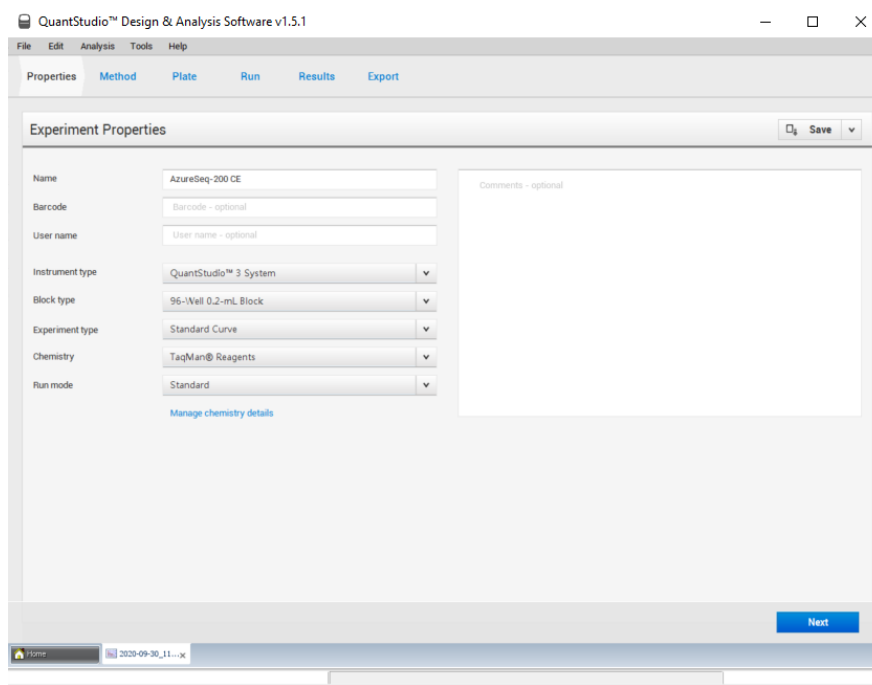 QuantStudio™ Design & Analysis Software v1.5.1
File Edit Analysis Tools Help
Properties Method Plate Run Results Export
Experiment Properties
Save
Name AzureSeq-200 CE
Comments - optional
Barcode Barcode - optional
User name User name - optional
Instrument type QuantStudio™ 3 System
Block type 96-Well 0.2-mL Block
Experiment type Standard Curve
Chemistry TaqMan® Reagents
Run mode Standard
Manage chemistry details
Next
Home 2020-09-30_11...